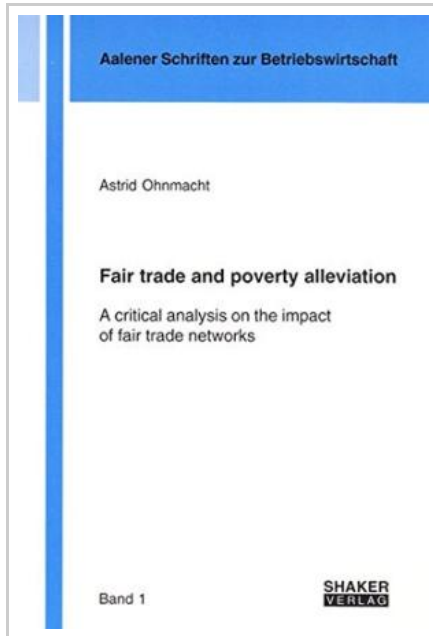 Aalener Schriften zur Betriebswirtschaft
Astrid Ohnmacht
Fair trade and poverty alleviation
A critical analysis on the impact
of fair trade networks
Band 1
SHAKER
VERLAG